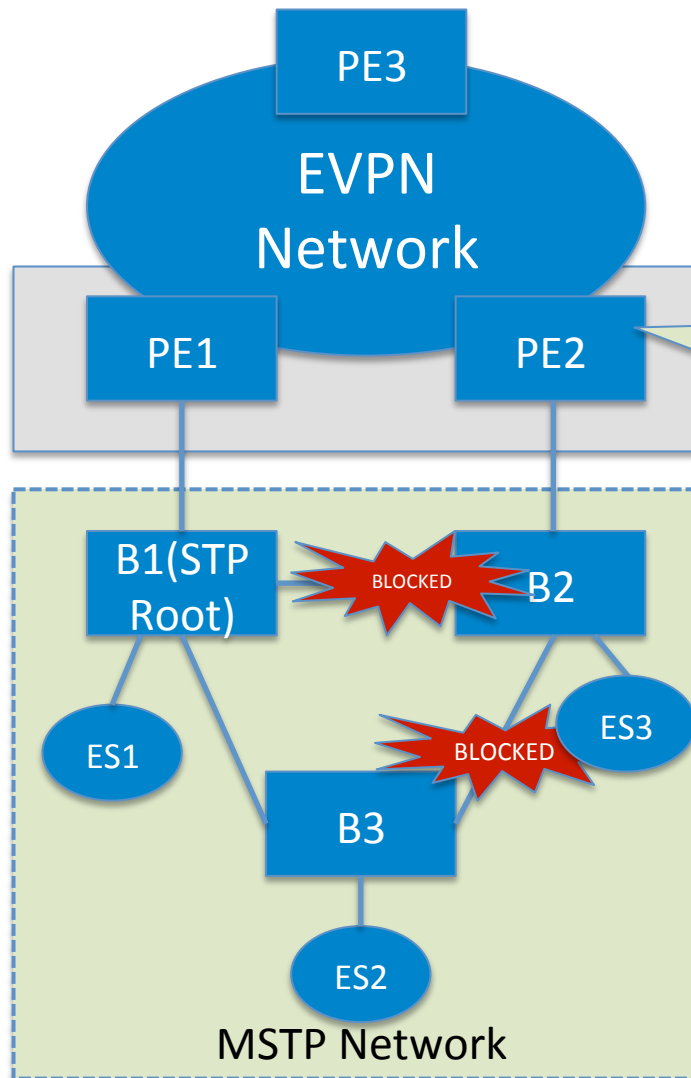 PE3
EVPN
Network
PE1
PE2
B1(STP
Root)
BLOCKED
B2
ES1
BLOCKED
ES3
B3
ES2
MSTP Network